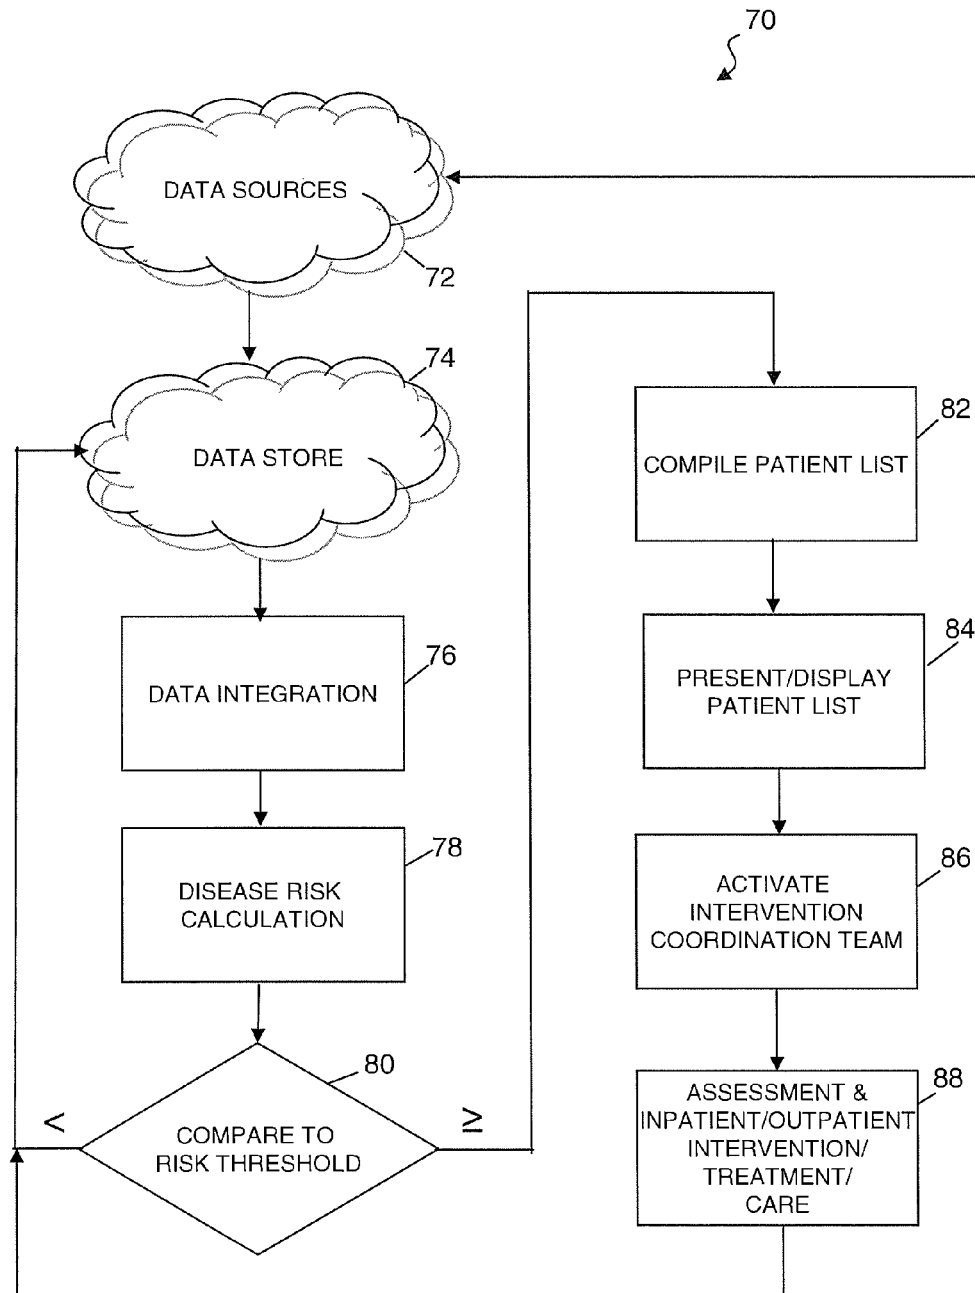 70
DATA SOURCES
72
74
DATA STORE
76
DATA INTEGRATION
78
DISEASE RISK
CALCULATION
80
<
≥
COMPARE TO
RISK THRESHOLD
82
COMPILE PATIENT LIST
84
PRESENT/DISPLAY
PATIENT LIST
86
ACTIVATE
INTERVENTION
COORDINATION TEAM
88
ASSESSMENT &
INPATIENT/OUTPATIENT
INTERVENTION/
TREATMENT/
CARE